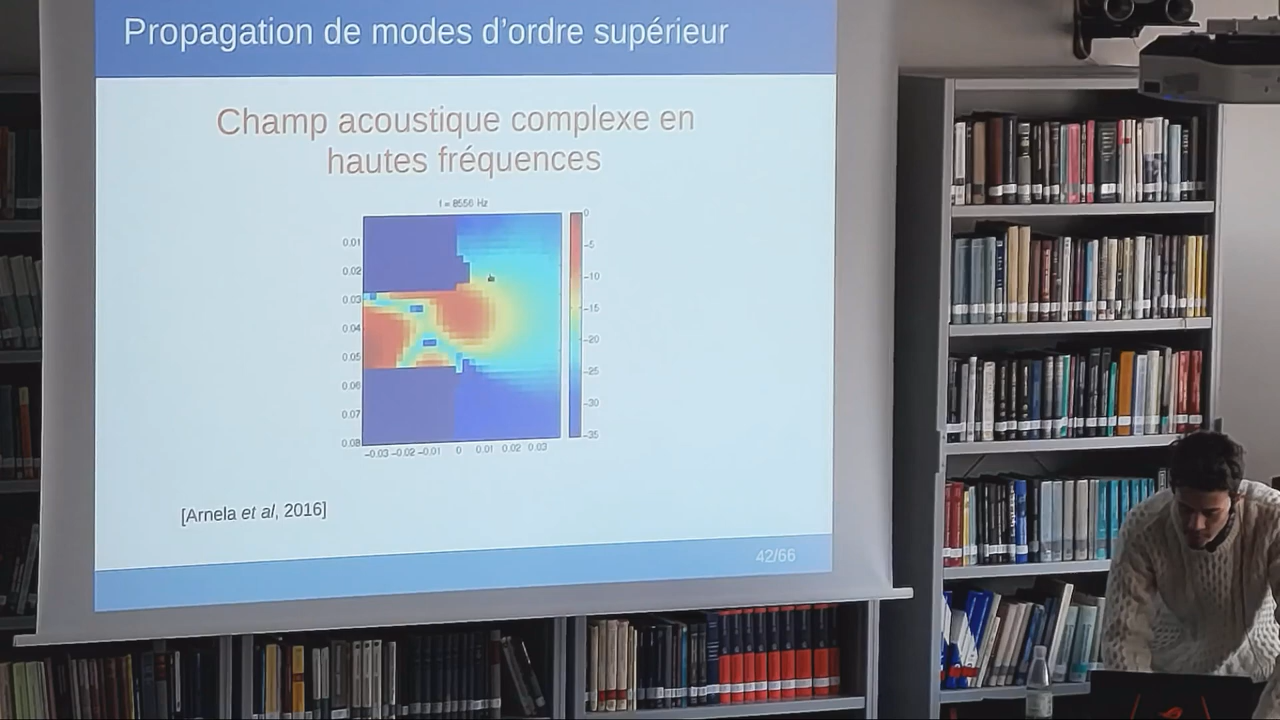 Propagation de modes d'ordre supérieur
Champ acoustique complexe en
hautes fréquences
f = 8556 Hz
0.01
0.02
0.03
0.04
0.05
0.06
0.07
0.08
-0.03 -0.02 -0.01 0 0.01 0.02 0.03
0
-5
-10
-15
-20
-25
-30
-35
[Arnela et al, 2016]
42/66